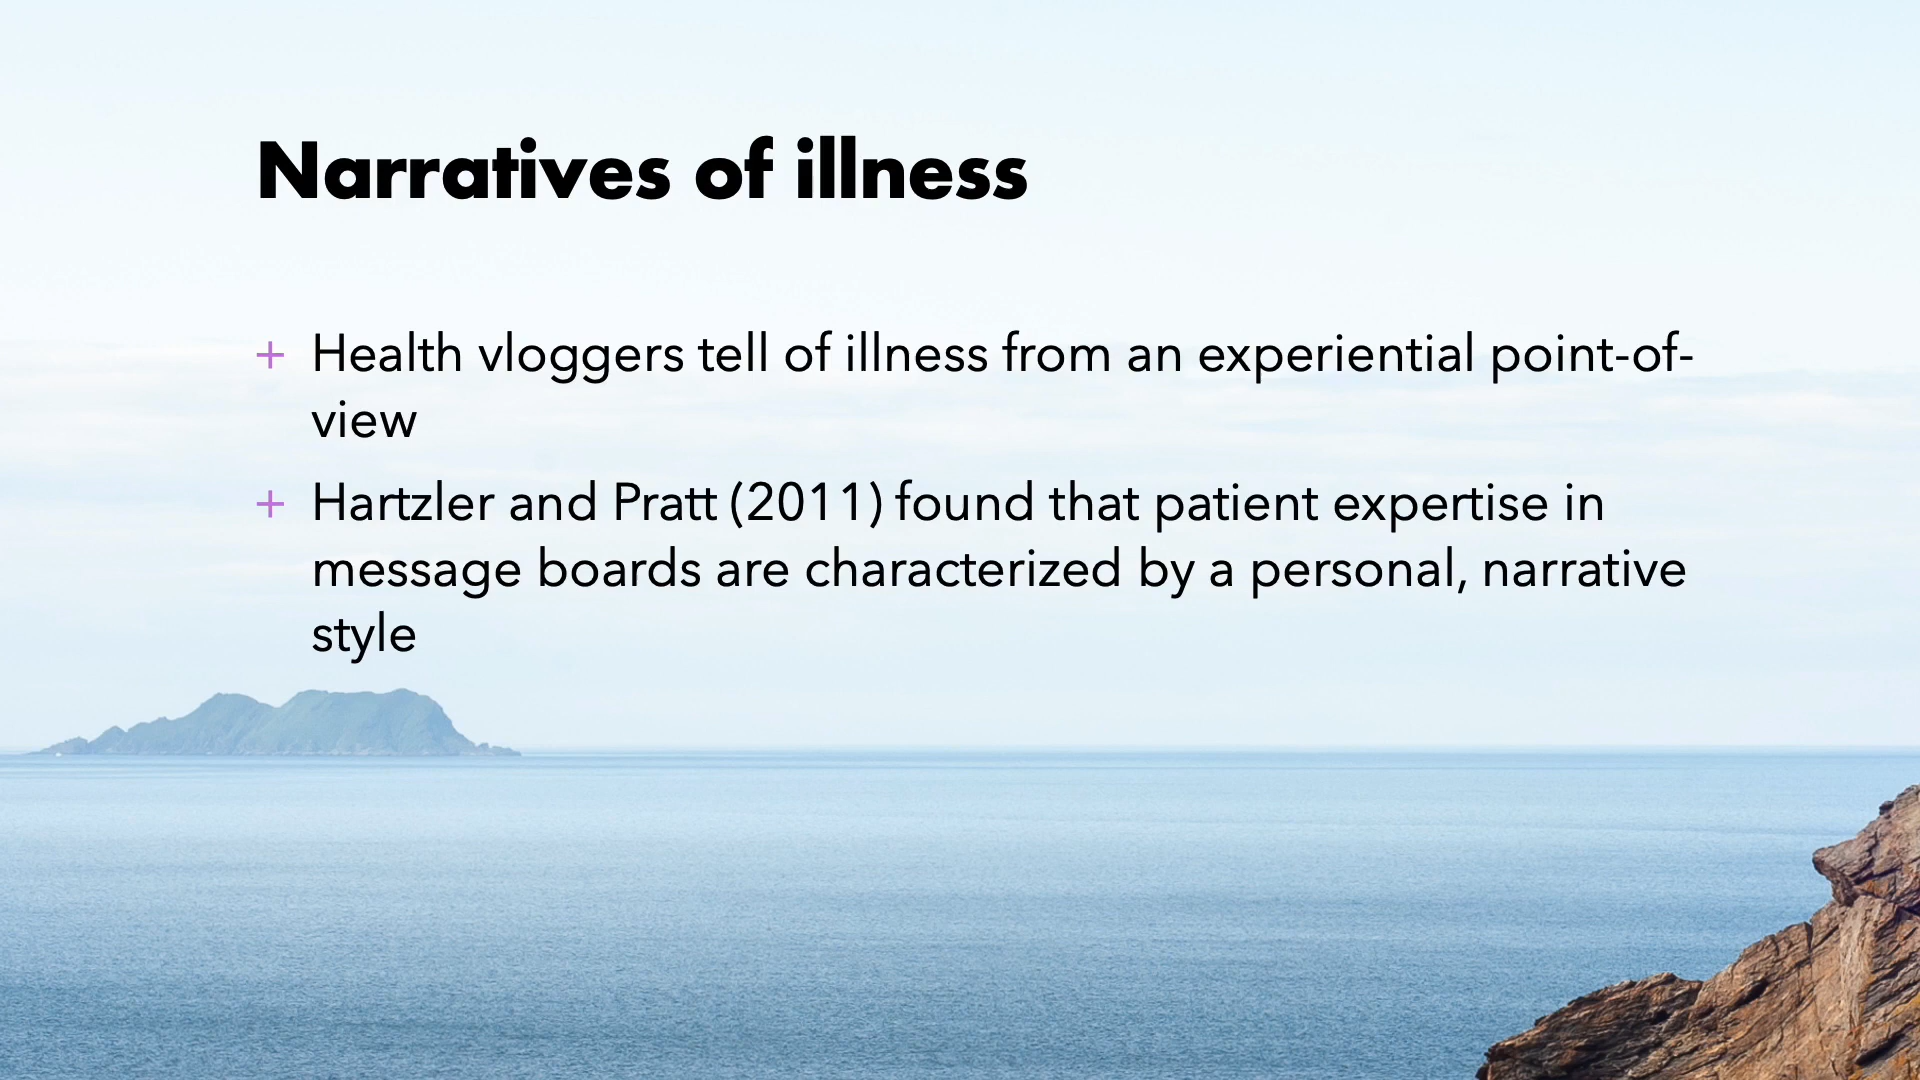 Narratives of illness
+ Health vloggers tell of illness from an experiential point-of-
view
+ Hartzler and Pratt (2011) found that patient expertise in
message boards are characterized by a personal, narrative
style